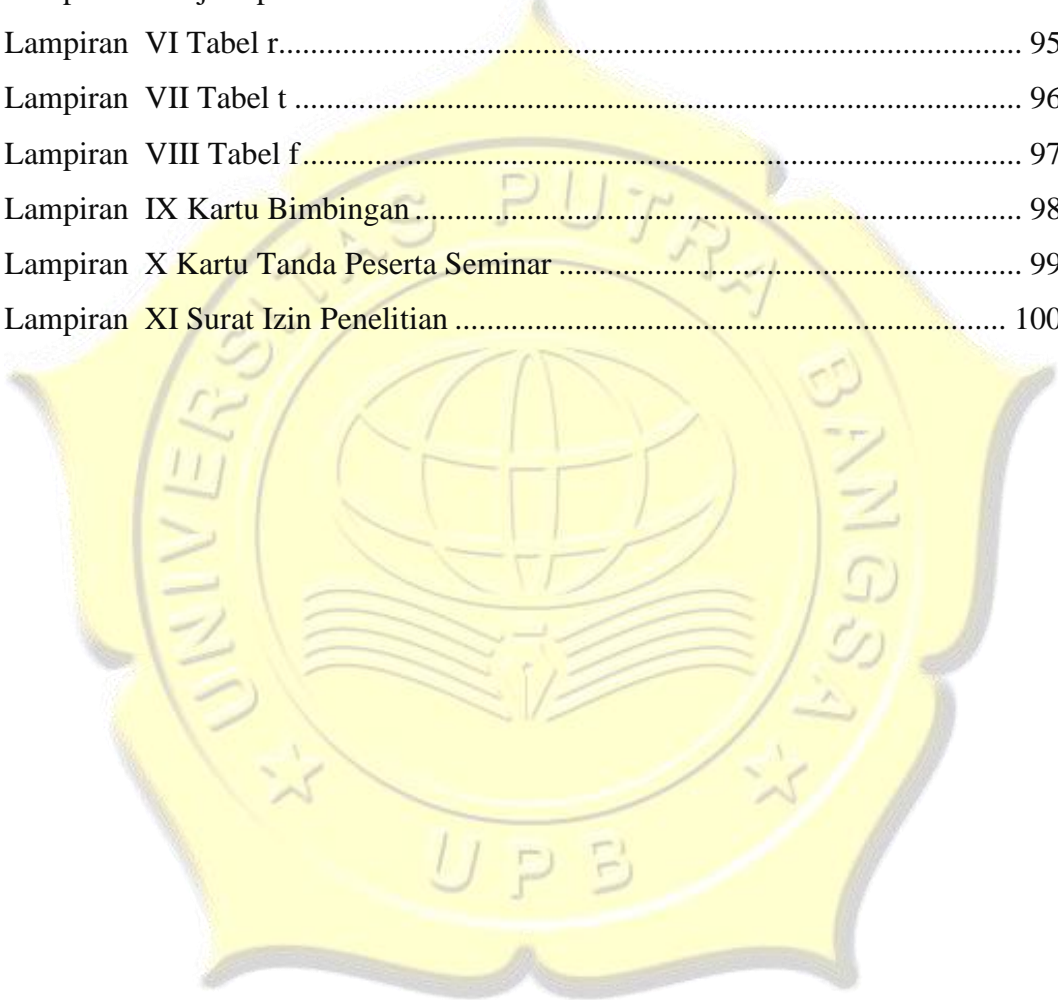 Lampiran VI Tabel r.............................................................................................. 95
Lampiran VII Tabel t ............................................................................................ 96
Lampiran VIII Tabel f........................................................................................... 97
Lampiran IX Kartu Bimbingan............................................................................. 98
Lampiran X Kartu Tanda Peserta Seminar ........................................................... 99
Lampiran XI Surat Izin Penelitian ...................................................................... 100
UNIVERSITAS PUTRA BANGSA
UPB